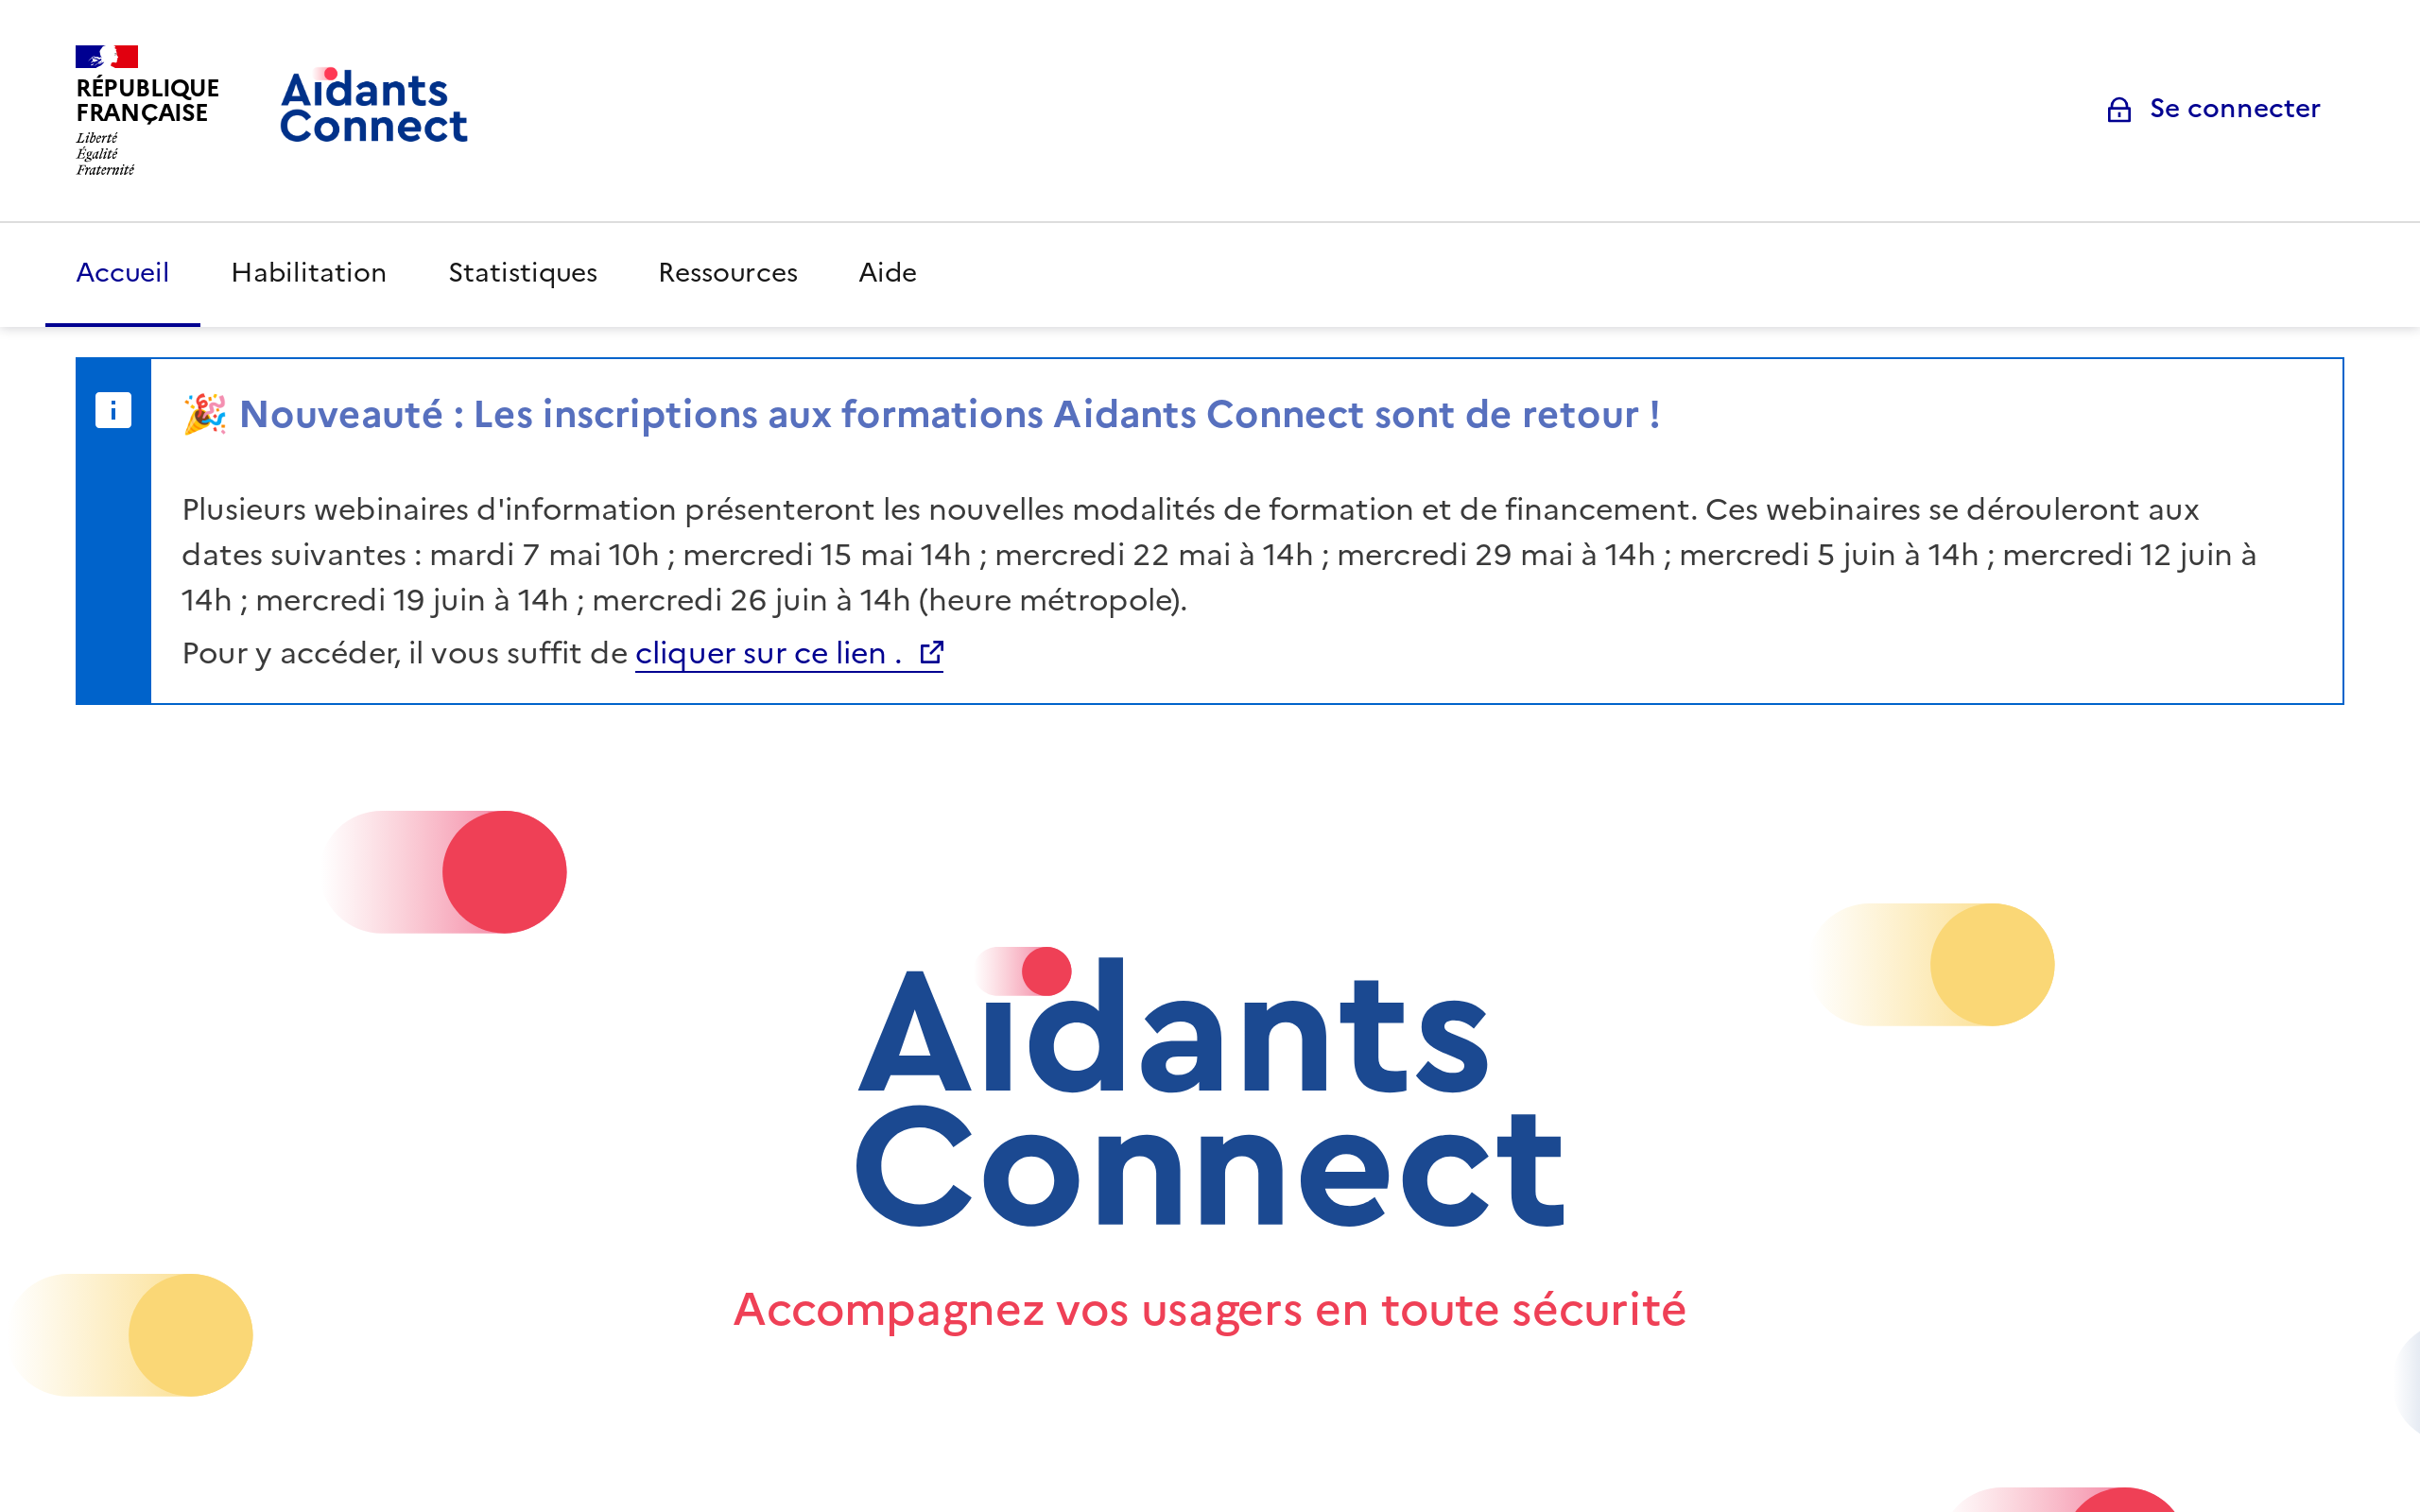 RÉPUBLIQUE
FRANÇAISE
Liberté
Égalité
Fraternité
Aidants
Connect
Se connecter
Accueil
Habilitation
Statistiques
Ressources
Aide
🎉 Nouveauté : Les inscriptions aux formations Aidants Connect sont de retour !
Plusieurs webinaires d'information présenteront les nouvelles modalités de formation et de financement. Ces webinaires se dérouleront aux
dates suivantes : mardi 7 mai 10h ; mercredi 15 mai 14h ; mercredi 22 mai à 14h ; mercredi 29 mai à 14h ; mercredi 5 juin à 14h ; mercredi 12 juin à
14h ; mercredi 19 juin à 14h ; mercredi 26 juin à 14h (heure métropole).
Pour y accéder, il vous suffit de cliquer sur ce lien .
Aidants
Connect
Accompagnez vos usagers en toute sécurité